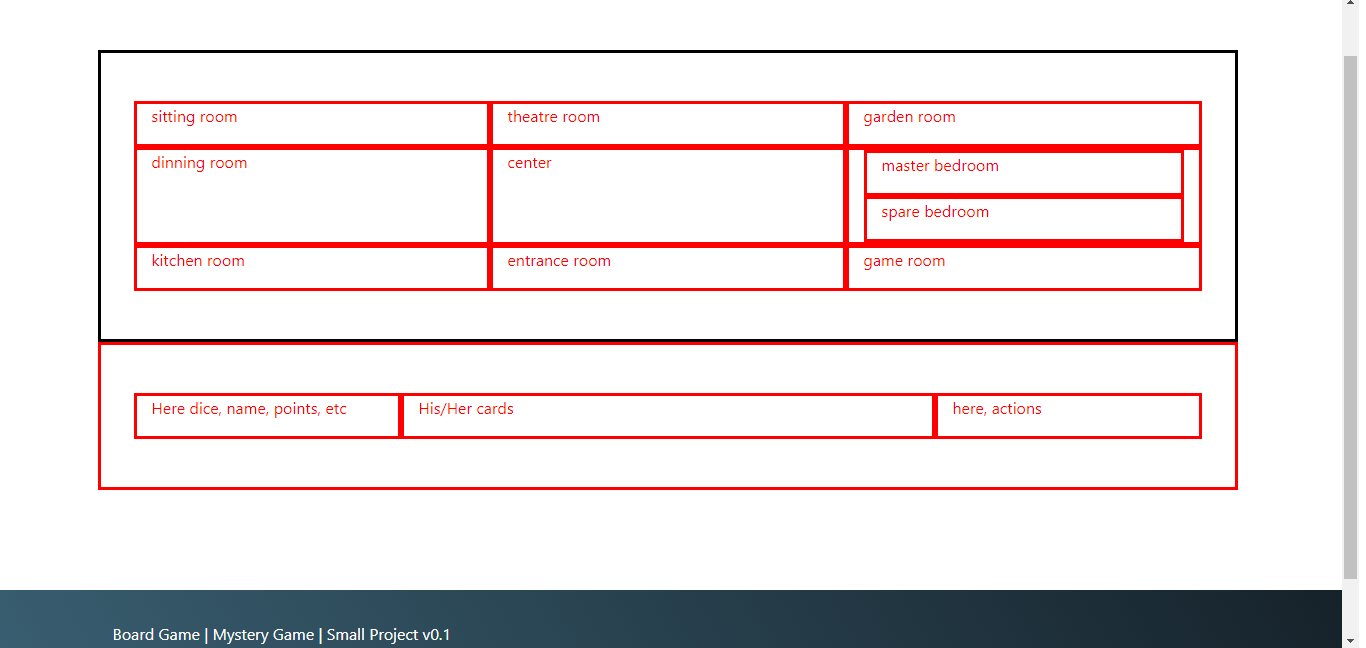 sitting room
theatre room
garden room
dinning room
center
master bedroom
spare bedroom
kitchen room
entrance room
game room
Here dice, name, points, etc
His/Her cards
here, actions
Board Game | Mystery Game | Small Project v0.1